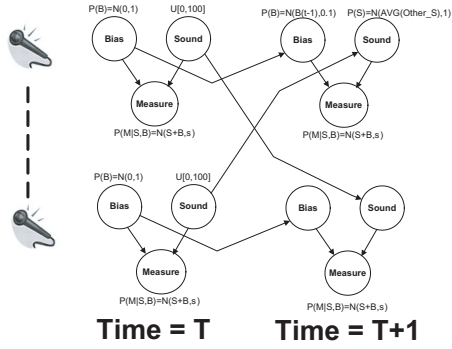 P(B)=N(0,1) U[0,100] P(B)=N(B(t-1),0.1) P(S)=N(AVG(Other_S),1)
Bias Sound Bias Sound
Measure Measure
P(M|S,B)=N(S+B,s) P(M|S,B)=N(S+B,s)
P(B)=N(0,1) U[0,100]
Bias Sound Bias Sound
Measure Measure
P(M|S,B)=N(S+B,s) P(M|S,B)=N(S+B,s)
Time = T Time = T+1